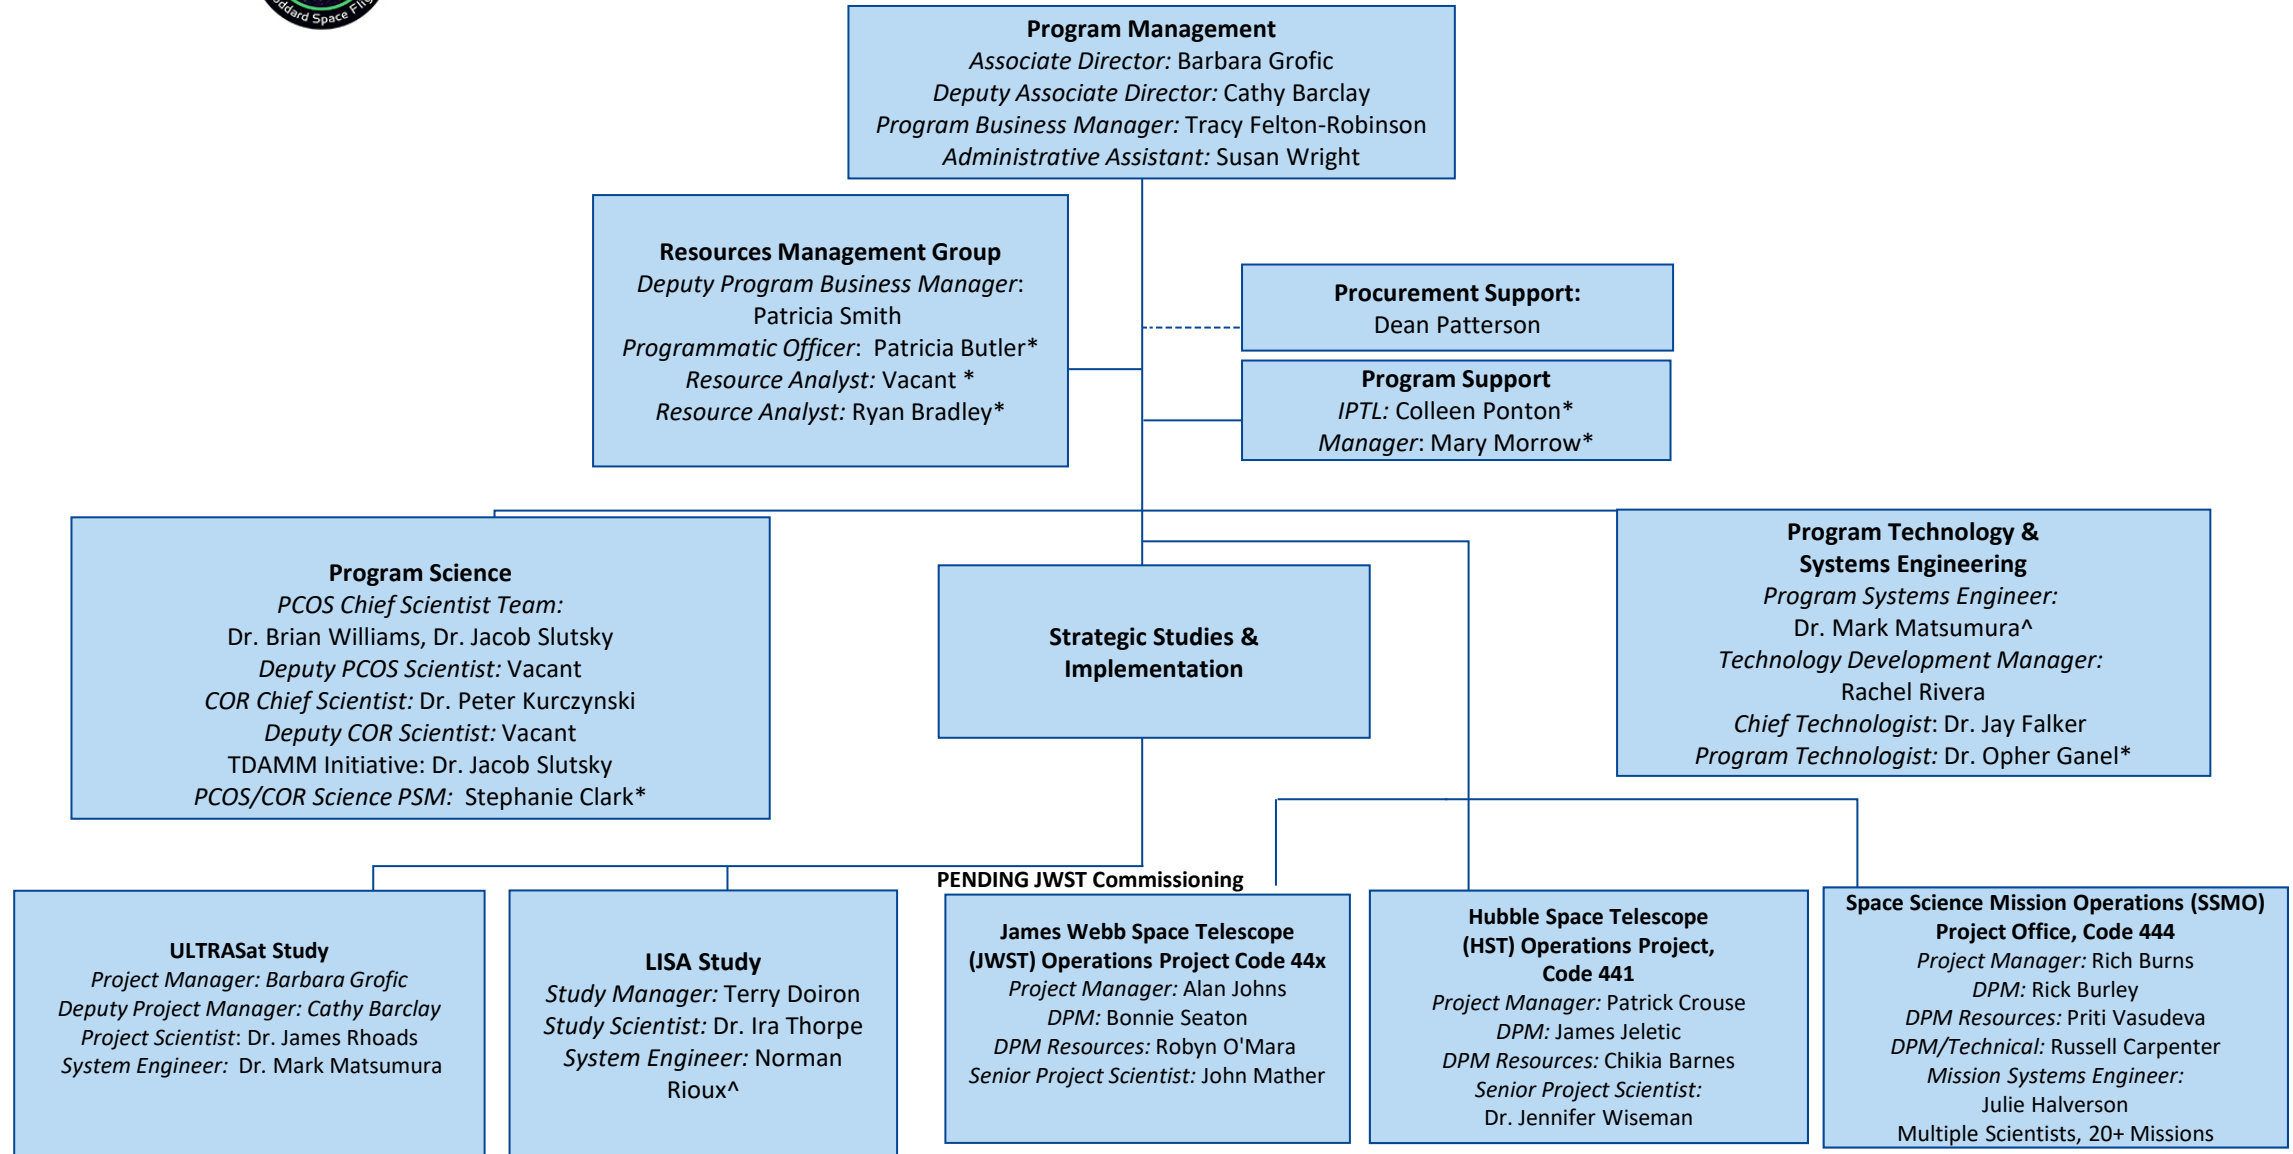 oddard Space Flig
Program Management
Associate Director: Barbara Grofic
Deputy Associate Director: Cathy Barclay
Program Business Manager: Tracy Felton-Robinson
Administrative Assistant: Susan Wright
Resources Management Group
Deputy Program Business Manager:
Patricia Smith
Programmatic Officer: Patricia Butler*
Resource Analyst: Vacant *
Resource Analyst: Ryan Bradley*
Procurement Support:
Dean Patterson
Program Support
IPTL: Colleen Ponton*
Manager: Mary Morrow*
Program Science
PCOS Chief Scientist Team:
Dr. Brian Williams, Dr. Jacob Slutsky
Deputy PCOS Scientist: Vacant
COR Chief Scientist: Dr. Peter Kurczynski
Deputy COR Scientist: Vacant
TDAMM Initiative: Dr. Jacob Slutsky
PCOS/COR Science PSM: Stephanie Clark*
Strategic Studies &
Implementation
Program Technology &
Systems Engineering
Program Systems Engineer:
Dr. Mark Matsumura^
Technology Development Manager:
Rachel Rivera
Chief Technologist: Dr. Jay Falker
Program Technologist: Dr. Opher Ganel*
ULTRASat Study
Project Manager: Barbara Grofic
Deputy Project Manager: Cathy Barclay
Project Scientist: Dr. James Rhoads
System Engineer: Dr. Mark Matsumura
LISA Study
Study Manager: Terry Doiron
Study Scientist: Dr. Ira Thorpe
System Engineer: Norman
Rioux^
PENDING JWST Commissioning
James Webb Space Telescope
(JWST) Operations Project Code 44x
Project Manager: Alan Johns
DPM: Bonnie Seaton
DPM Resources: Robyn O'Mara
Senior Project Scientist: John Mather
Hubble Space Telescope
(HST) Operations Project,
Code 441
Project Manager: Patrick Crouse
DPM: James Jeletic
DPM Resources: Chikia Barnes
Senior Project Scientist:
Dr. Jennifer Wiseman
Space Science Mission Operations (SSMO)
Project Office, Code 444
Project Manager: Rich Burns
DPM: Rick Burley
DPM Resources: Priti Vasudeva
DPM/Technical: Russell Carpenter
Mission Systems Engineer:
Julie Halverson
Multiple Scientists, 20+ Missions